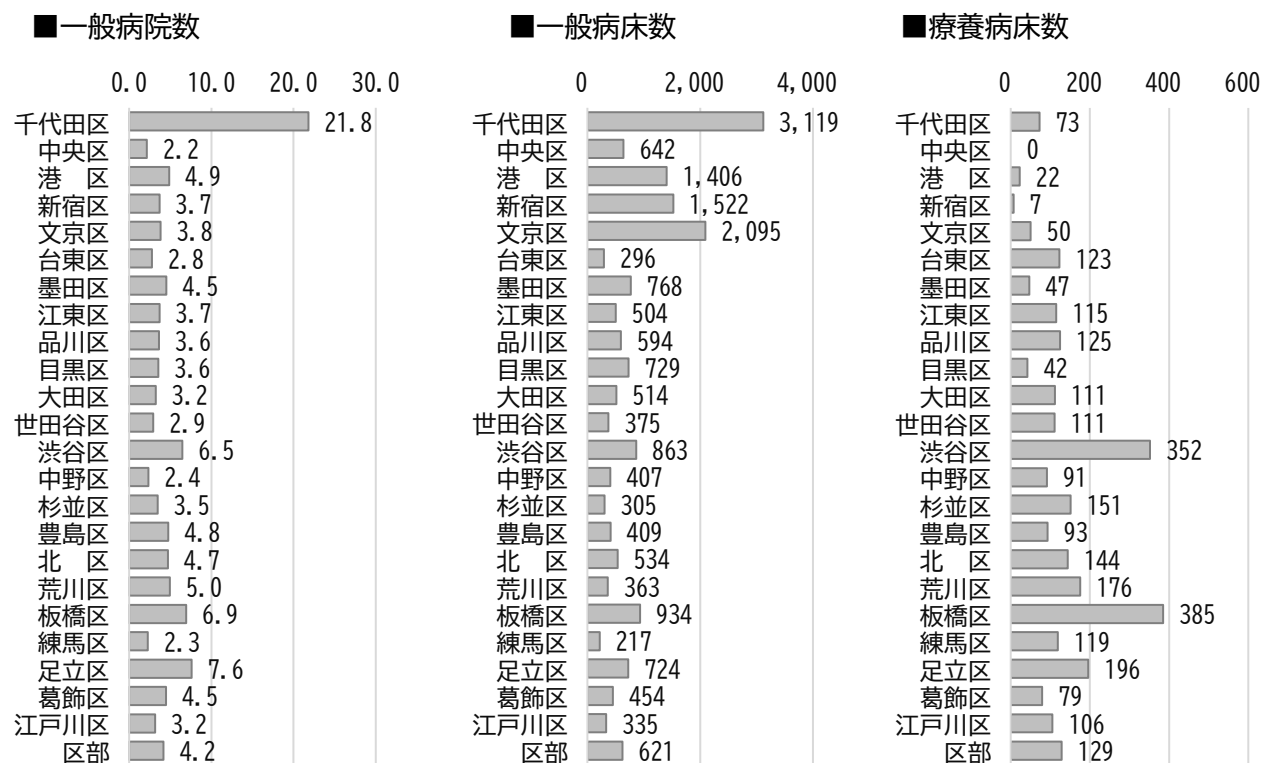 ■一般病院数
0.0 10.0 20.0 30.0
千代田区 21.8
中央区 2.2
港　区 4.9
新宿区 3.7
文京区 3.8
台東区 2.8
墨田区 4.5
江東区 3.7
品川区 3.6
目黒区 3.6
大田区 3.2
世田谷区 2.9
渋谷区 6.5
中野区 2.4
杉並区 3.5
豊島区 4.8
北　区 4.7
荒川区 5.0
板橋区 6.9
練馬区 2.3
足立区 7.6
葛飾区 4.5
江戸川区 3.2
区部 4.2
■一般病床数
0 2,000 4,000
千代田区 3,119
中央区 642
港　区 1,406
新宿区 1,522
文京区 2,095
台東区 296
墨田区 768
江東区 504
品川区 594
目黒区 729
大田区 514
世田谷区 375
渋谷区 863
中野区 407
杉並区 305
豊島区 409
北　区 534
荒川区 363
板橋区 934
練馬区 217
足立区 724
葛飾区 454
江戸川区 335
区部 621
■療養病床数
0 200 400 600
千代田区 73
中央区 0
港　区 22
新宿区 7
文京区 50
台東区 123
墨田区 47
江東区 115
品川区 125
目黒区 42
大田区 111
世田谷区 111
渋谷区 352
中野区 91
杉並区 151
豊島区 93
北　区 144
荒川区 176
板橋区 385
練馬区 119
足立区 196
葛飾区 79
江戸川区 106
区部 129